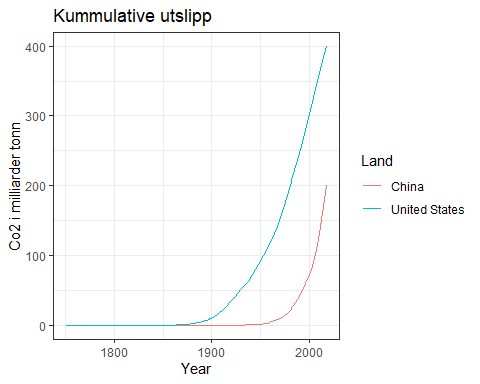 Kummulative utslipp
Co2 i milliarder tonn
400
300
200
100
0
1800 1900 2000
Year
Land
China
United States